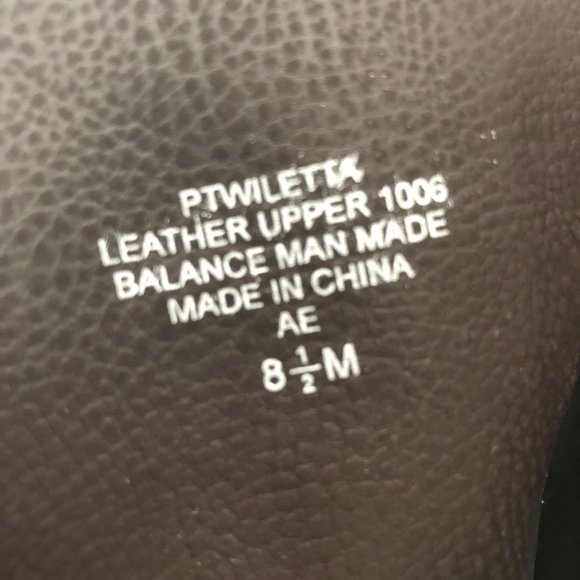 PTWILETTA
LEATHER UPPER 1006
BALANCE MAN MADE
MADE IN CHINA
AE
8 1/2 M